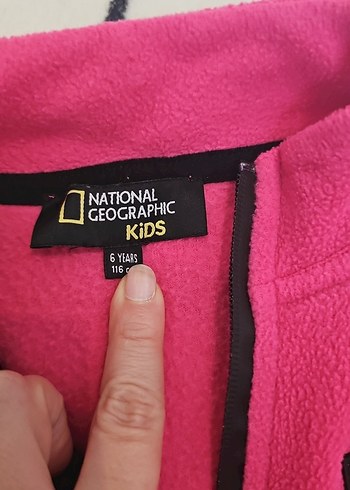 NATIONAL
GEOGRAPHIC
KiDS
6 YEARS
116